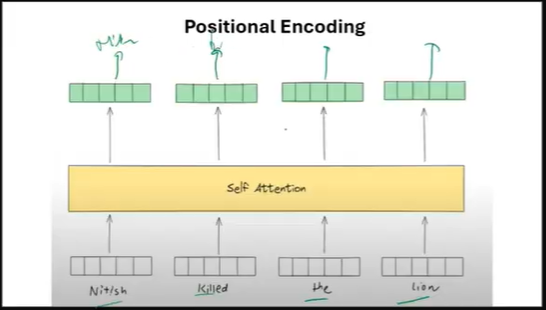 Positional Encoding
Self Attention
Nitish Killed the Lion